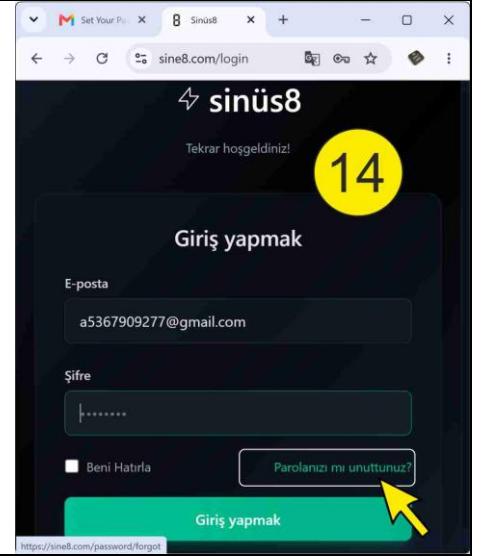 Set Your Pa
Sinüs8
sine8.com/login
sinüs8
Tekrar hoşgeldiniz!
14
Giriş yapmak
E-posta
a5367909277@gmail.com
Şifre
Beni Hatırla
Parolanızı mı unuttunuz?
Giriş yapmak
https://sine8.com/password/forgot